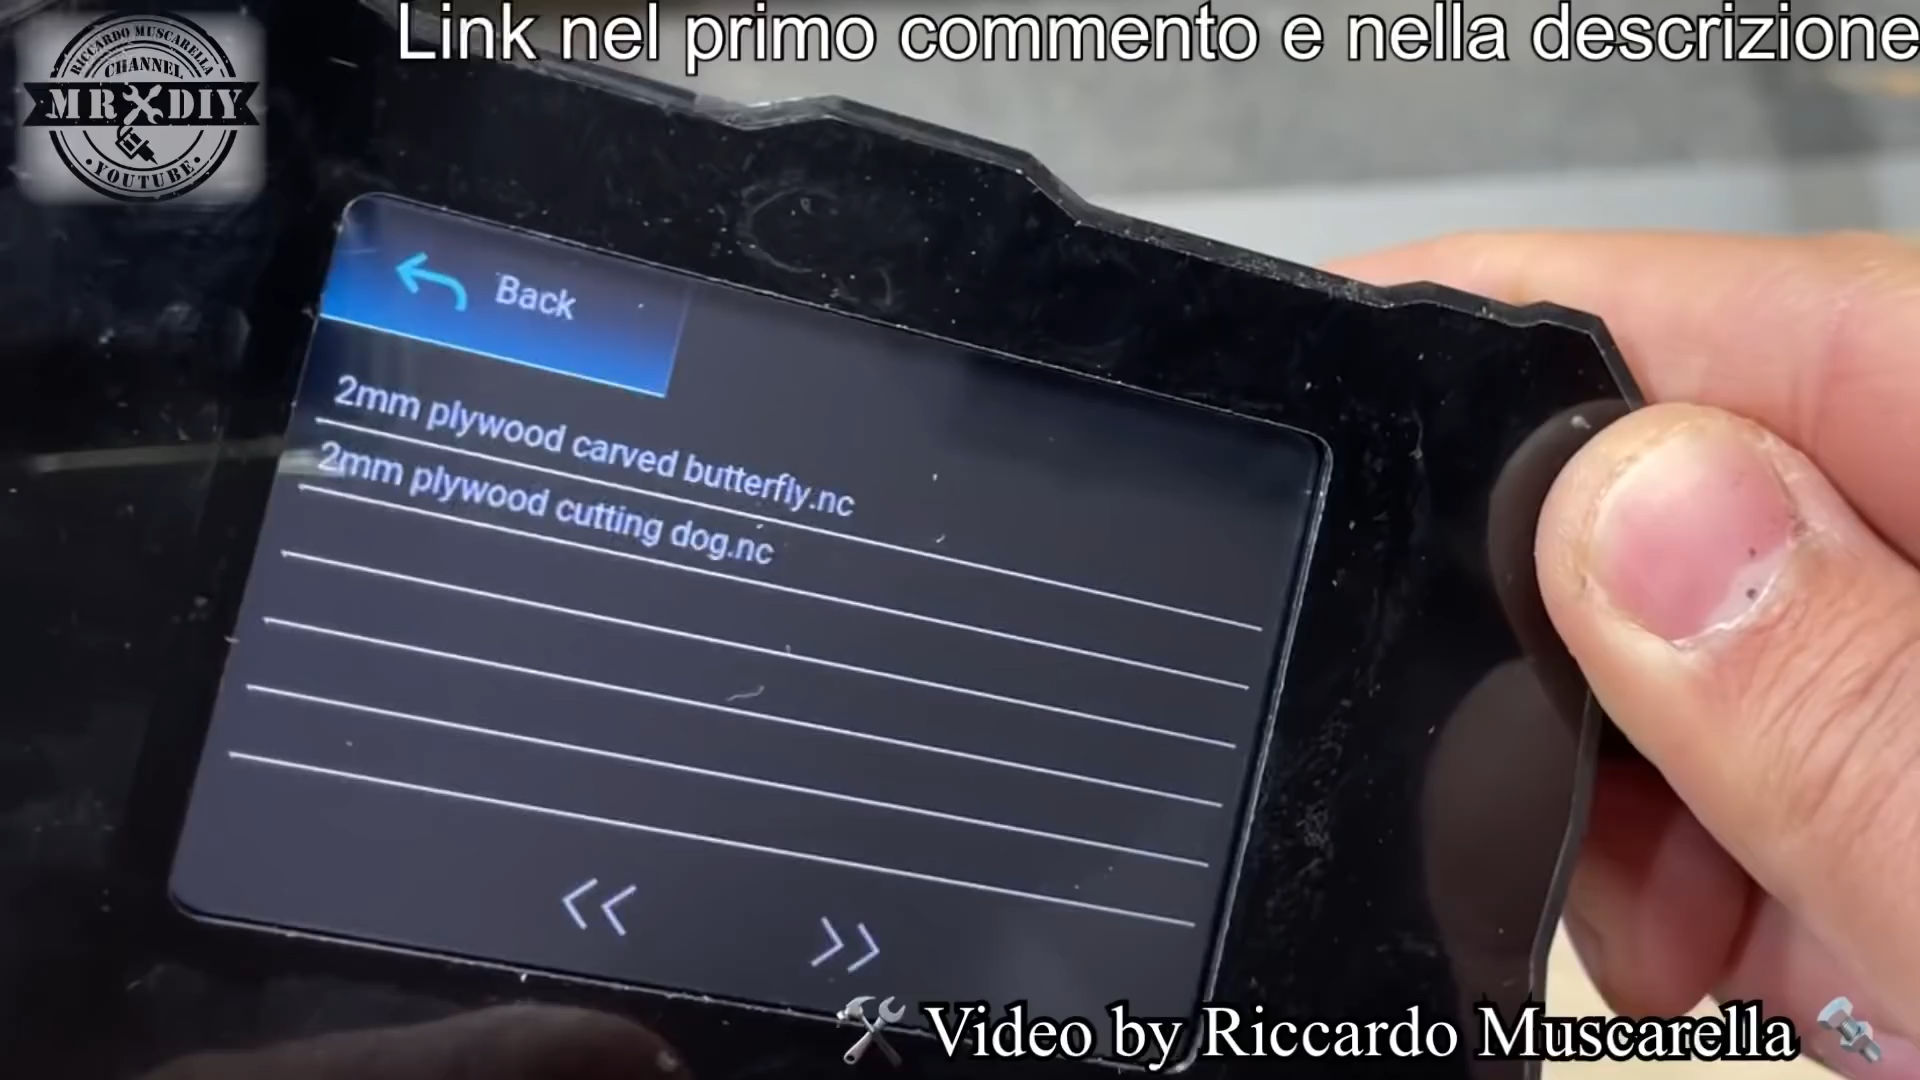 Link nel primo commento e nella descrizione
RICCARDO MUSCARELLA
CHANNEL
MR DIY
YOUTUBE
Back
2mm plywood carved butterfly.nc
2mm plywood cutting dog.nc
<< >>
Video by Riccardo Muscarella